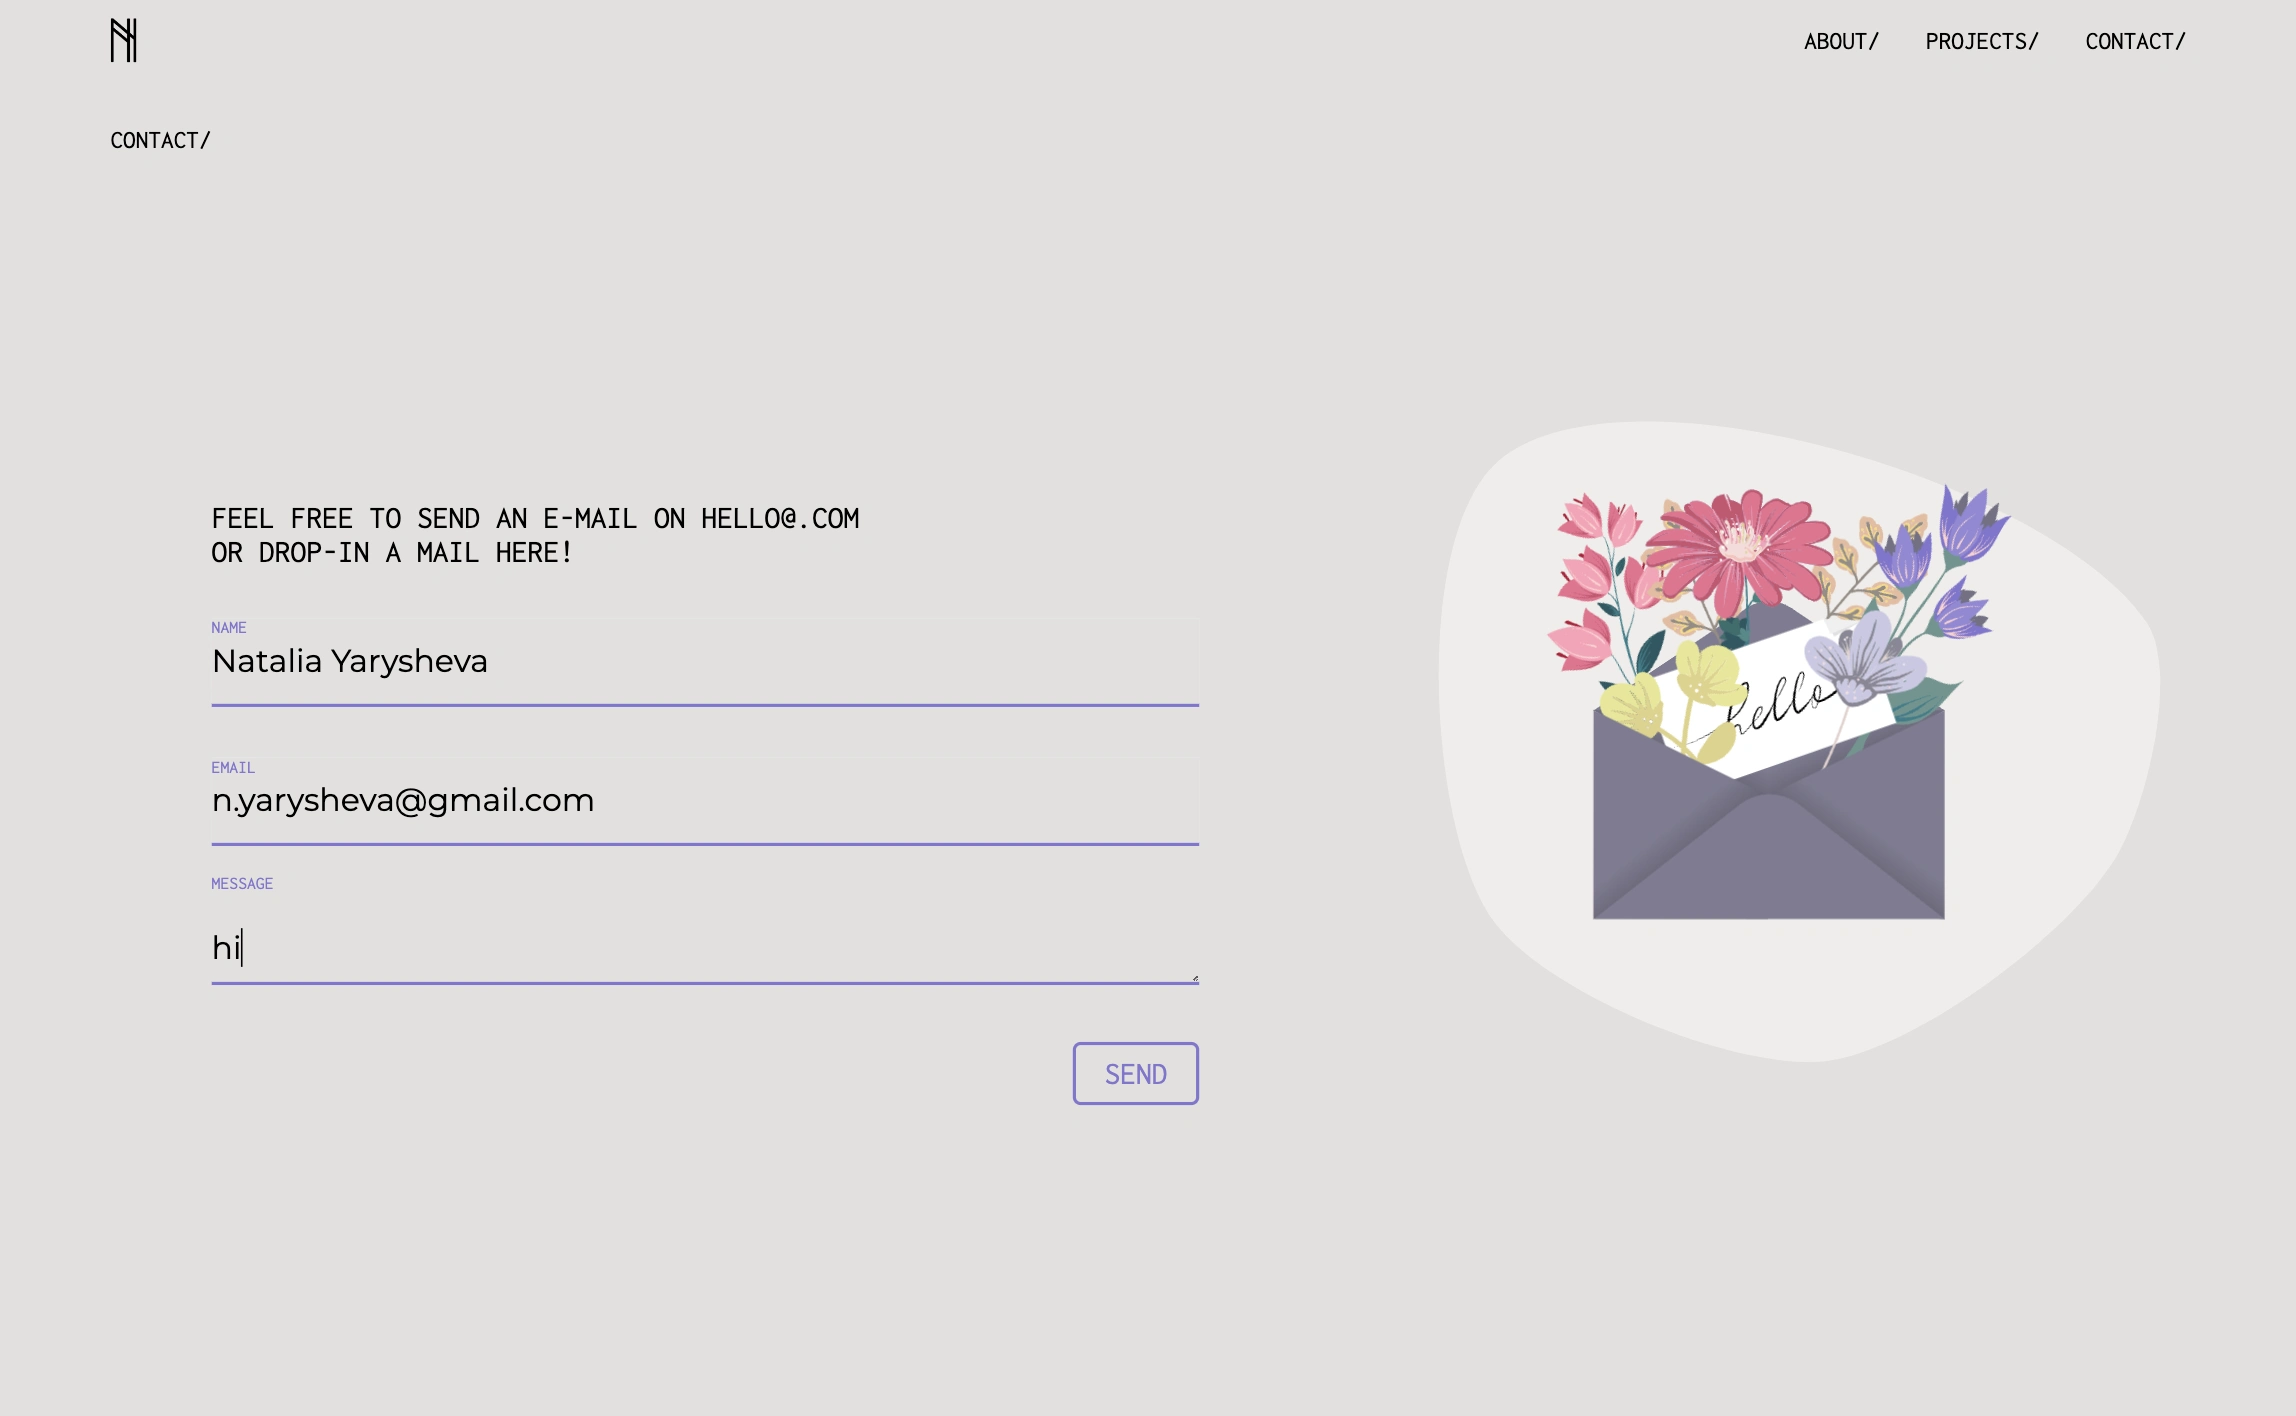 ABOUT/ PROJECTS/ CONTACT/
CONTACT/
FEEL FREE TO SEND AN E-MAIL ON HELLO@.COM
OR DROP-IN A MAIL HERE!
NAME
Natalia Yarysheva
EMAIL
n.yarysheva@gmail.com
MESSAGE
hi
SEND
hello